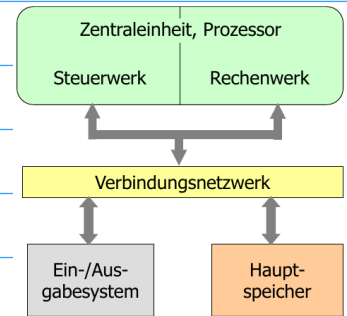 Zentraleinheit, Prozessor
Steuerwerk
Rechenwerk
Verbindungsnetzwerk
Ein-/Aus-
gabesystem
Haupt-
speicher